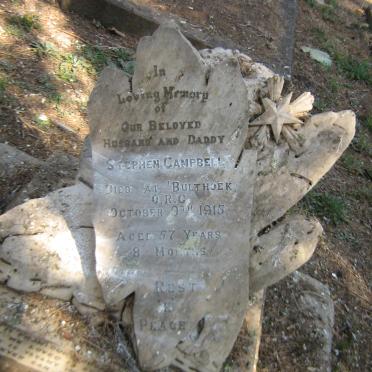 In
Loving Memory
of
Our Beloved
Husband and Daddy
Stephen Campbell
Died at Bulthoek
O.R.C.
October 9th 1915
Aged 57 Years
8 Months
Rest
in
Peace